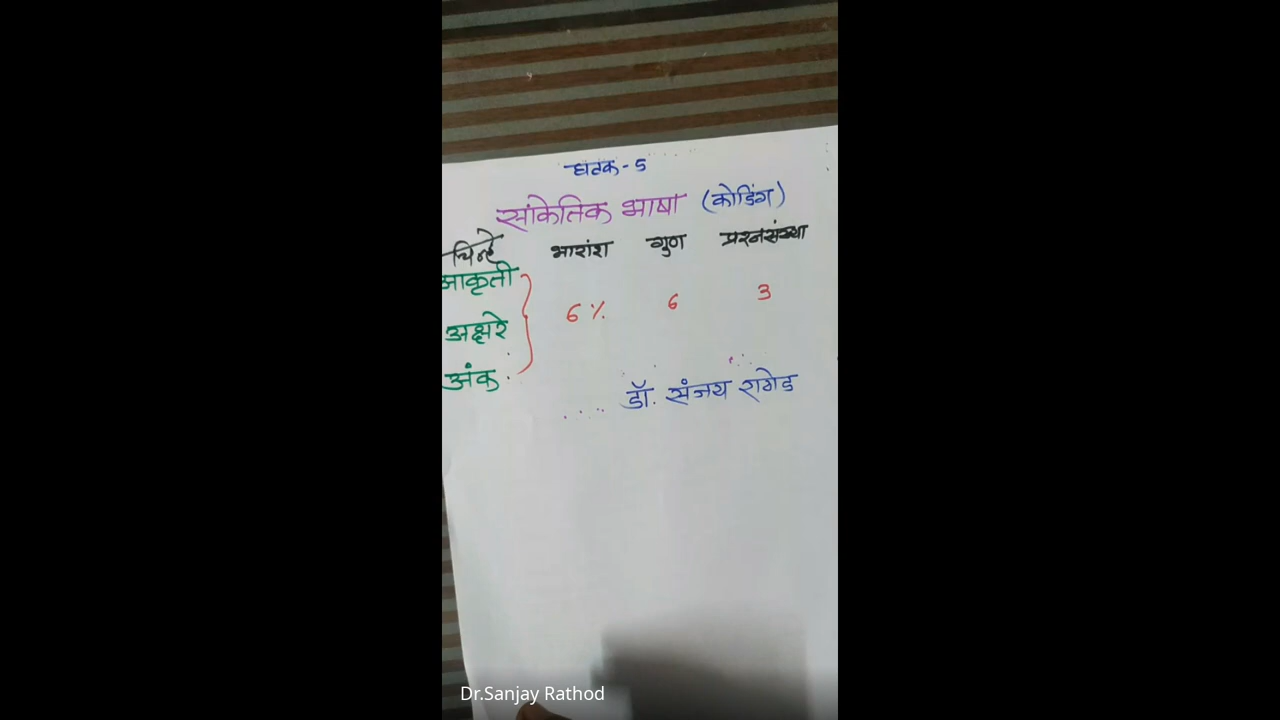 घटक - 5
सांकेतिक भाषा (कोडिंग)
चिन्हे भारांश गुण प्रश्नसंख्या
आकृती
6% 6 3
अक्षरे
अंक
डॉ. संजय राठोड
Dr.Sanjay Rathod